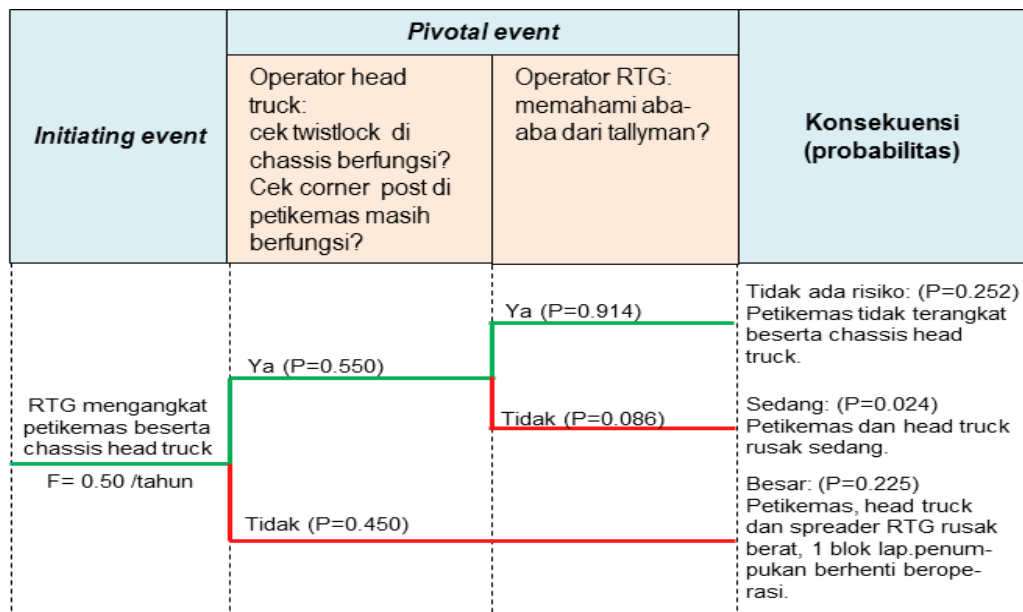 Initiating event
Pivotal event
Operator head
truck:
cek twistlock di
chassis berfungsi?
Cek corner post di
petikemas masih
berfungsi?
Operator RTG:
memahami aba-
aba dari tallyman?
Konsekuensi
(probabilitas)
RTG mengangkat
petikemas beserta
chassis head truck
F= 0.50 /tahun
Ya (P=0.550)
Tidak (P=0.450)
Ya (P=0.914)
Tidak (P=0.086)
Tidak ada risiko: (P=0.252)
Petikemas tidak terangkat
beserta chassis head
truck.
Sedang: (P=0.024)
Petikemas dan head truck
rusak sedang.
Besar: (P=0.225)
Petikemas, head truck
dan spreader RTG rusak
berat, 1 blok lap.penum-
pukan berhenti berope-
rasi.